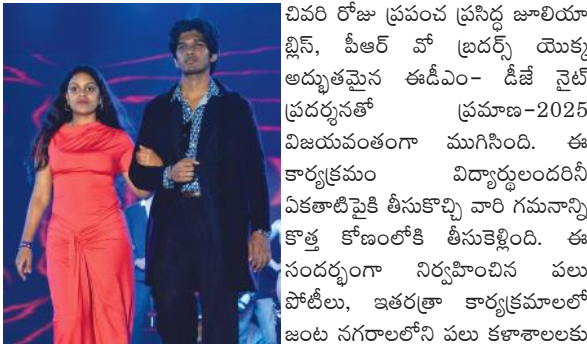 చివరి రోజు ప్రపంచ ప్రసిద్ధ జూలియా
బ్లిస్, పీఆర్ వో బ్రదర్స్ యొక్క
అద్భుతమైన ఈడీఎం- డీజే నైట్
ప్రదర్శనతో ప్రమాణ-2025
విజయవంతంగా ముగిసింది. ఈ
కార్యక్రమం విద్యార్థులందరినీ
ఏకతాటిపైకి తీసుకొచ్చి వారి గమనాన్ని
కొత్త కోణంలోకి తీసుకెళ్లింది. ఈ
సందర్భంగా నిర్వహించిన పలు
పోటీలు, ఇతరత్రా కార్యక్రమాలలో
జంట నగరాలలోని పలు కళాశాలలకు